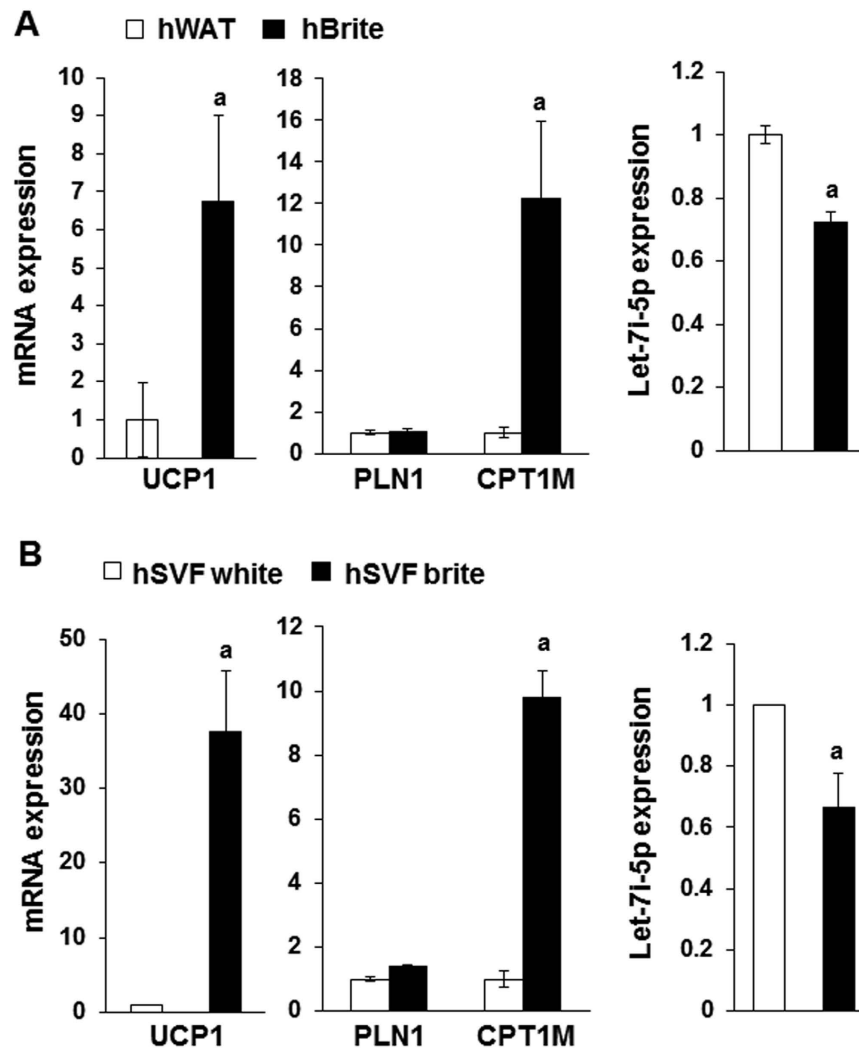 A
hWAT hBrite
mRNA expression
10
9
8
7
6
5
4
3
2
1
0
a
UCP1
18
16
14
12
10
8
6
4
2
0
a
PLN1 CPT1M
Let-7i-5p expression
1.2
1
0.8
0.6
0.4
0.2
0
a
B
hSVF white hSVF brite
mRNA expression
50
40
30
20
10
0
a
UCP1
12
10
8
6
4
2
0
a
PLN1 CPT1M
Let-7i-5p expression
1.2
1
0.8
0.6
0.4
0.2
0
a